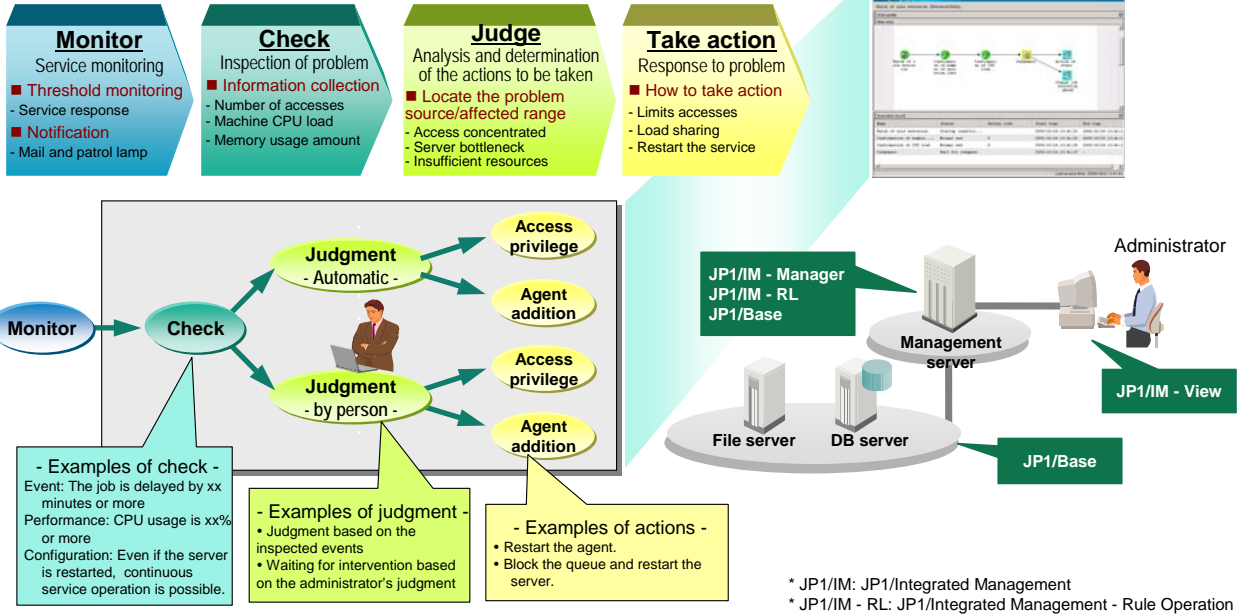 Monitor
Service monitoring
■ Threshold monitoring
- Service response
■ Notification
- Mail and patrol lamp
Check
Inspection of problem
■ Information collection
- Number of accesses
- Machine CPU load
- Memory usage amount
Judge
Analysis and determination
of the actions to be taken
■ Locate the problem
source/affected range
- Access concentrated
- Server bottleneck
- Insufficient resources
Take action
Response to problem
■ How to take action
- Limits accesses
- Load sharing
- Restart the service
Monitor
Check
Judgment
- Automatic -
Judgment
- by person -
Access
privilege
Agent
addition
Access
privilege
Agent
addition
- Examples of check -
Event: The job is delayed by xx
minutes or more
Performance: CPU usage is xx%
or more
Configuration: Even if the server
is restarted, continuous
service operation is possible.
- Examples of judgment -
• Judgment based on the
inspected events
• Waiting for intervention based
on the administrator's judgment
- Examples of actions -
• Restart the agent.
• Block the queue and restart the
server.
JP1/IM - Manager
JP1/IM - RL
JP1/Base
Administrator
Management
server
JP1/IM - View
File server
DB server
JP1/Base
* JP1/IM: JP1/Integrated Management
* JP1/IM - RL: JP1/Integrated Management - Rule Operation